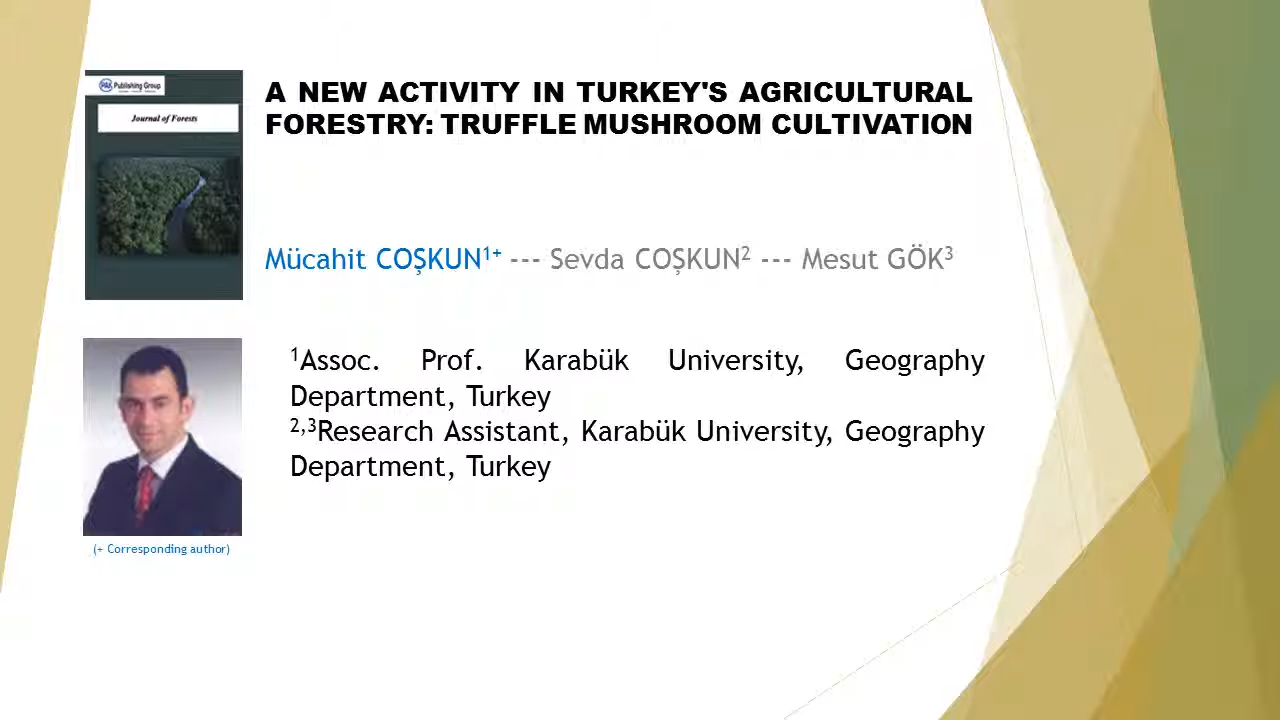 PAK Publishing Group
Journal of Forests
A NEW ACTIVITY IN TURKEY'S AGRICULTURAL
FORESTRY: TRUFFLE MUSHROOM CULTIVATION
Mücahit COŞKUN¹⁺ --- Sevda COŞKUN² --- Mesut GÖK³
¹Assoc. Prof. Karabük University, Geography
Department, Turkey
²,³Research Assistant, Karabük University, Geography
Department, Turkey
(+ Corresponding author)